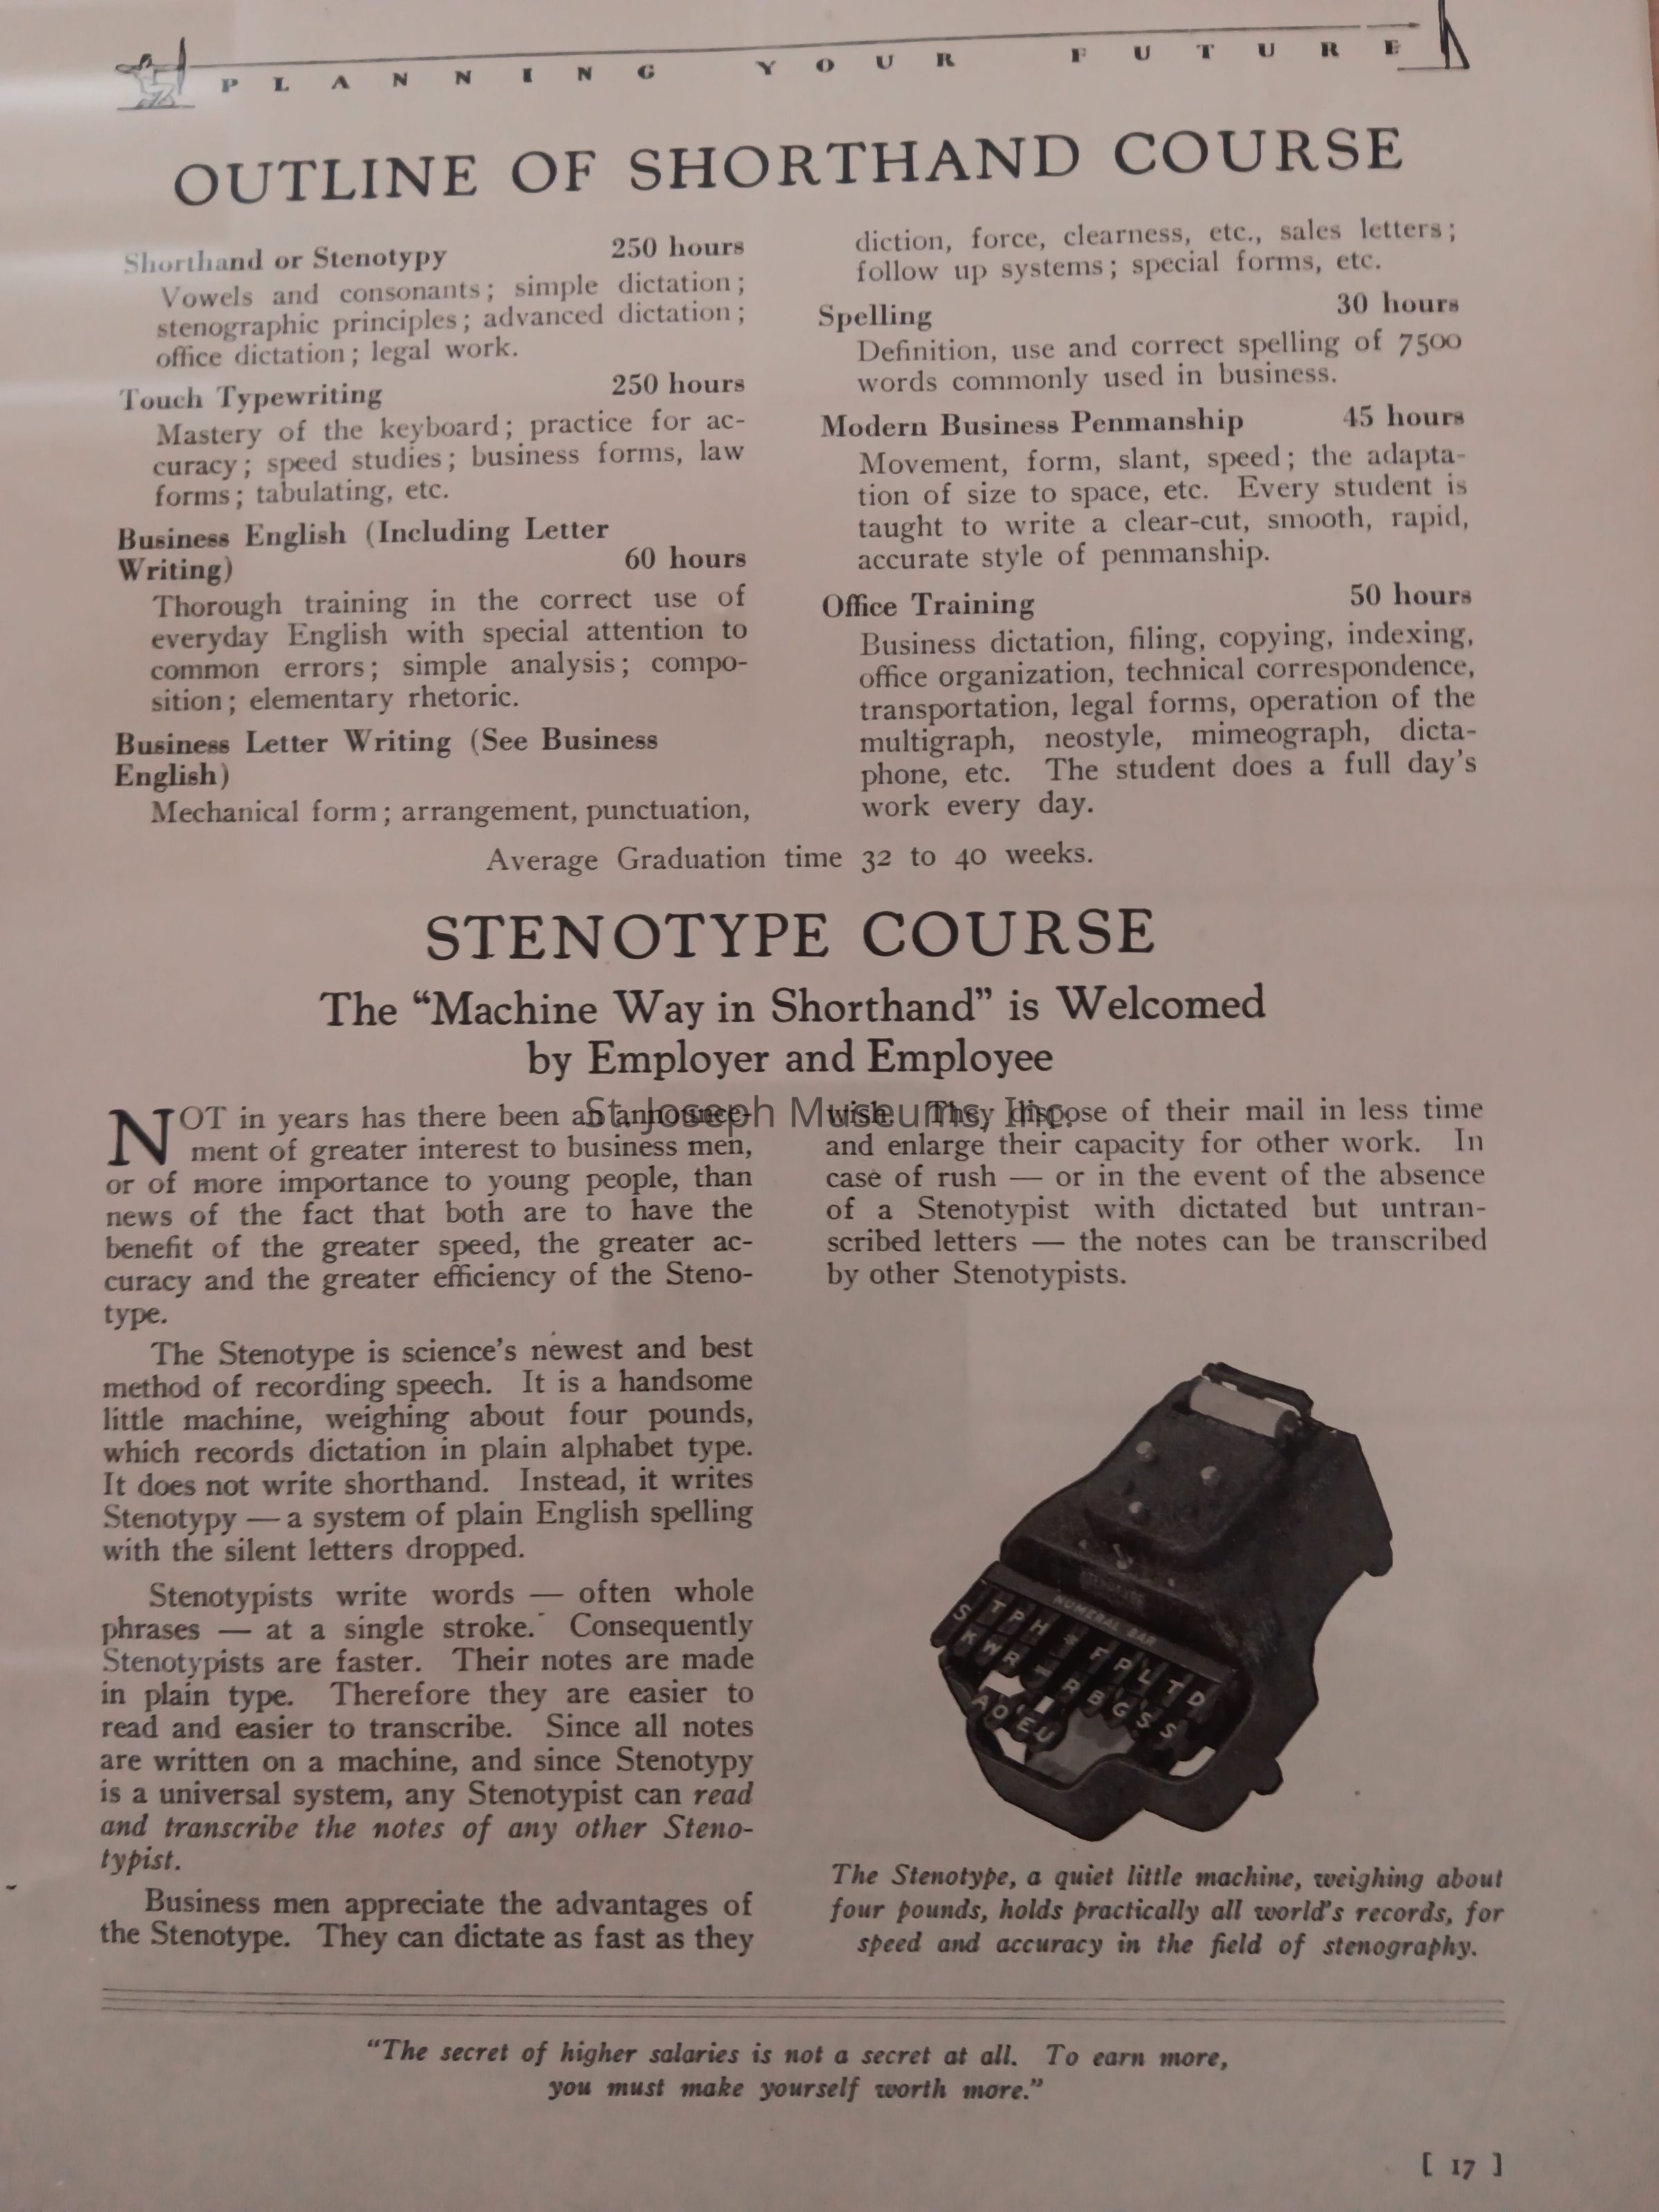 PLANNING YOUR FUTURE
OUTLINE OF SHORTHAND COURSE
Shorthand or Stenotypy 250 hours
Vowels and consonants; simple dictation;
stenographic principles; advanced dictation;
office dictation; legal work.
Touch Typewriting 250 hours
Mastery of the keyboard; practice for ac-
curacy; speed studies; business forms, law
forms; tabulating, etc.
Business English (Including Letter
Writing) 60 hours
Thorough training in the correct use of
everyday English with special attention to
common errors; simple analysis; compo-
sition; elementary rhetoric.
Business Letter Writing (See Business
English)
Mechanical form; arrangement, punctuation,
diction, force, clearness, etc., sales letters;
follow up systems; special forms, etc.
Spelling 30 hours
Definition, use and correct spelling of 7500
words commonly used in business.
Modern Business Penmanship 45 hours
Movement, form, slant, speed; the adapta-
tion of size to space, etc. Every student is
taught to write a clear-cut, smooth, rapid,
accurate style of penmanship.
Office Training 50 hours
Business dictation, filing, copying, indexing,
office organization, technical correspondence,
transportation, legal forms, operation of the
multigraph, neostyle, mimeograph, dicta-
phone, etc. The student does a full day's
work every day.
Average Graduation time 32 to 40 weeks.
STENOTYPE COURSE
The "Machine Way in Shorthand" is Welcomed
by Employer and Employee
NOT in years has there been an announce-
ment of greater interest to business men,
or of more importance to young people, than
news of the fact that both are to have the
benefit of the greater speed, the greater ac-
curacy and the greater efficiency of the Steno-
type.
The Stenotype is science's newest and best
method of recording speech. It is a handsome
little machine, weighing about four pounds,
which records dictation in plain alphabet type.
It does not write shorthand. Instead, it writes
Stenotypy — a system of plain English spelling
with the silent letters dropped.
Stenotypists write words — often whole
phrases — at a single stroke. Consequently
Stenotypists are faster. Their notes are made
in plain type. Therefore they are easier to
read and easier to transcribe. Since all notes
are written on a machine, and since Stenotypy
is a universal system, any Stenotypist can read
and transcribe the notes of any other Steno-
typist.
Business men appreciate the advantages of
the Stenotype. They can dictate as fast as they
wish. They dispose of their mail in less time
and enlarge their capacity for other work. In
case of rush — or in the event of the absence
of a Stenotypist with dictated but untran-
scribed letters — the notes can be transcribed
by other Stenotypists.
St. Joseph Museums, Inc.
NUMERAL BAR
S T P H * F P L T D
K W R R B G S S
A O E U
The Stenotype, a quiet little machine, weighing about
four pounds, holds practically all world's records, for
speed and accuracy in the field of stenography.
"The secret of higher salaries is not a secret at all. To earn more,
you must make yourself worth more."
[ 17 ]